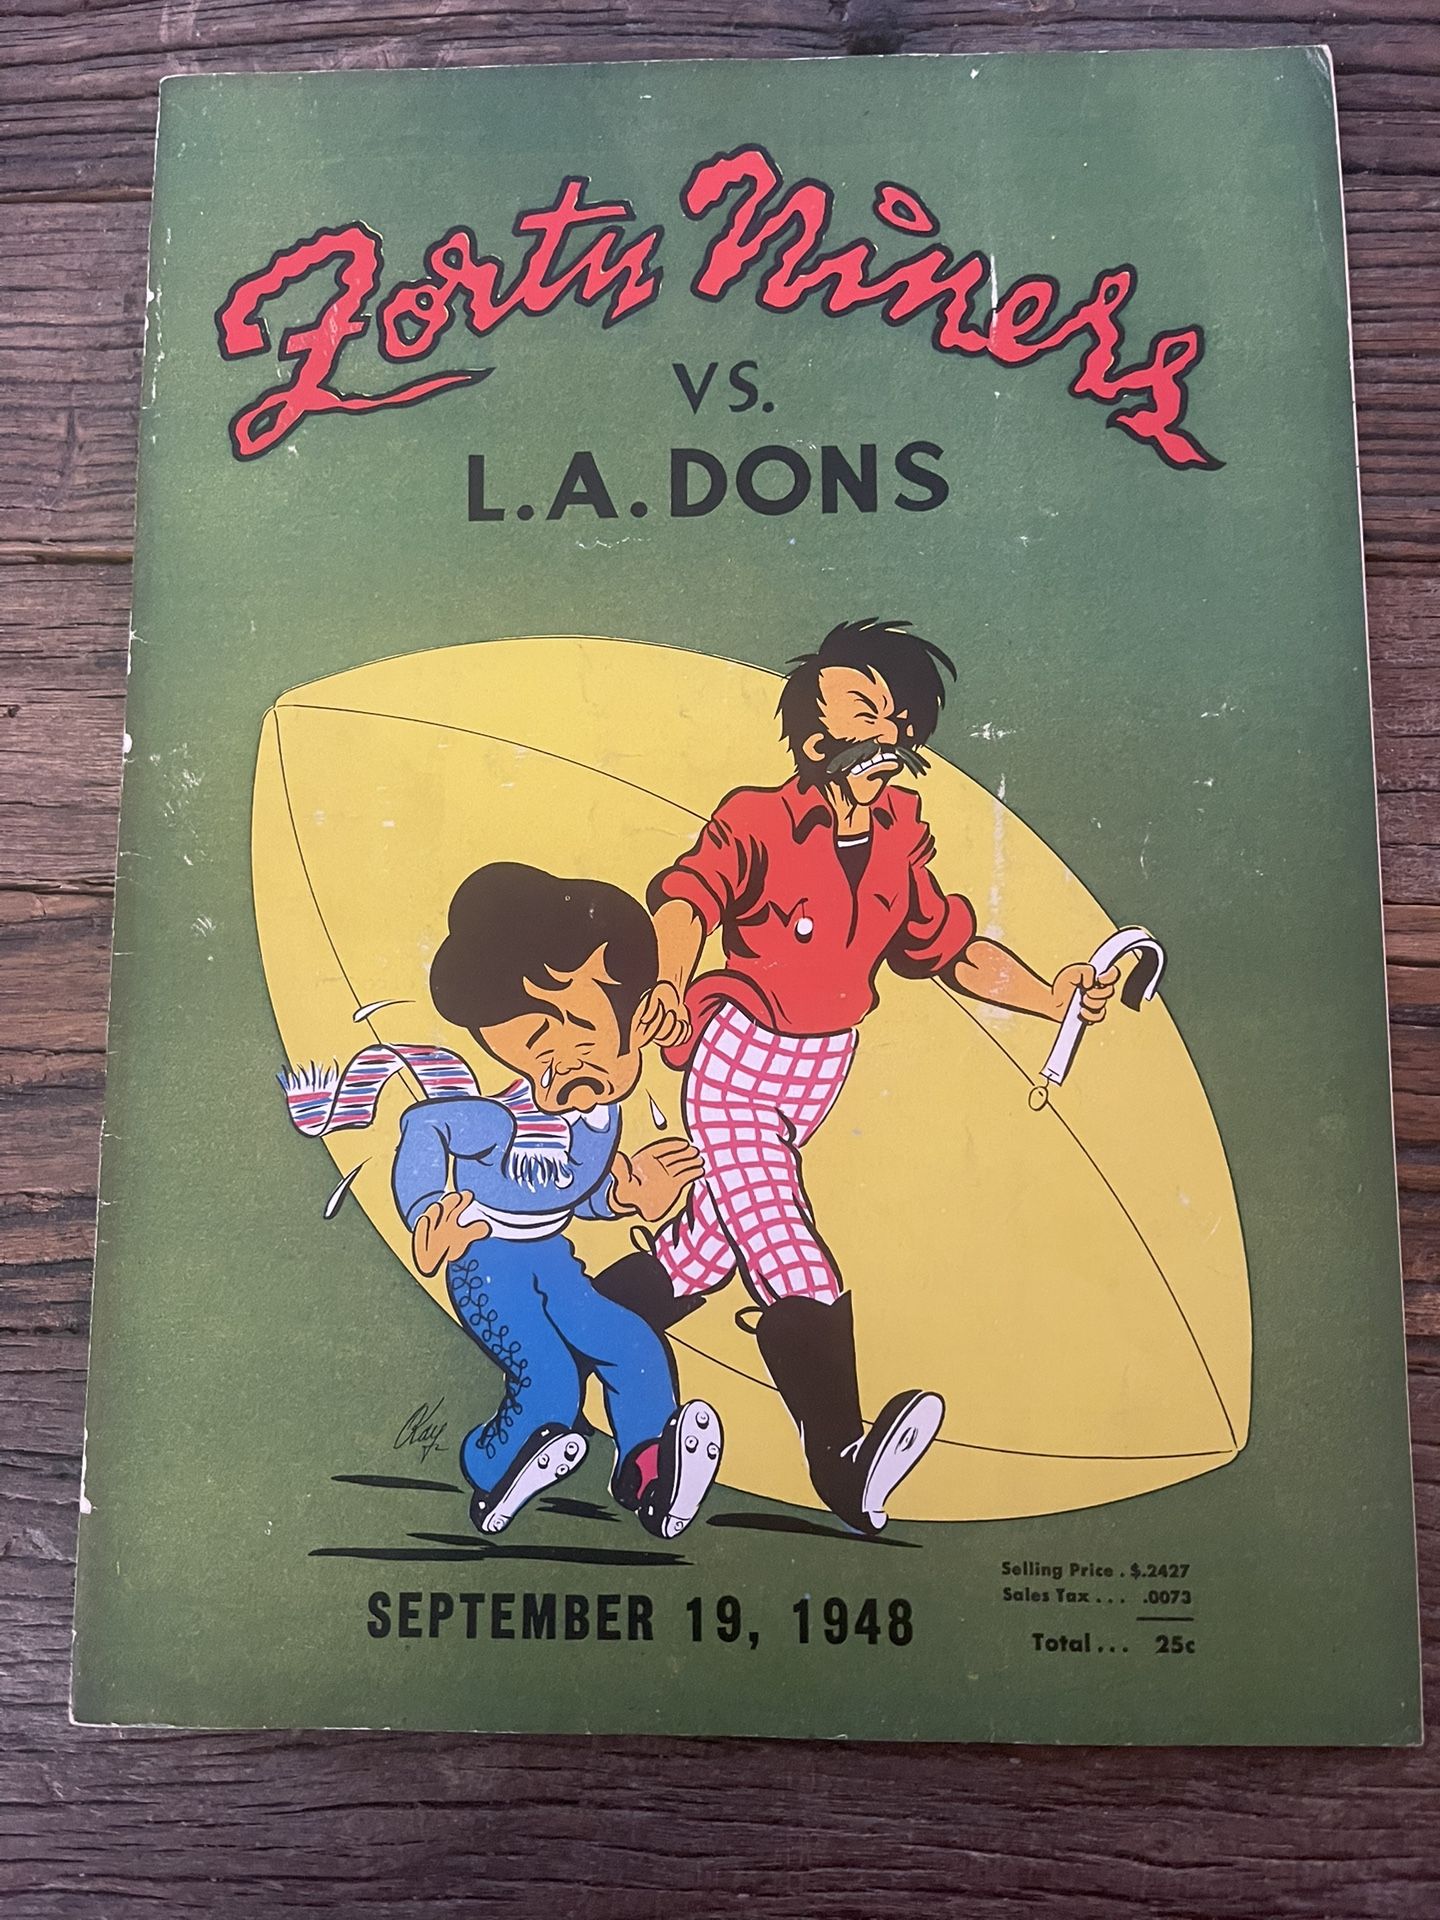 Forty Niners
VS.
L.A. DONS
SEPTEMBER 19, 1948
Selling Price . $.2427
Sales Tax . . . .0073
Total . . . 25c